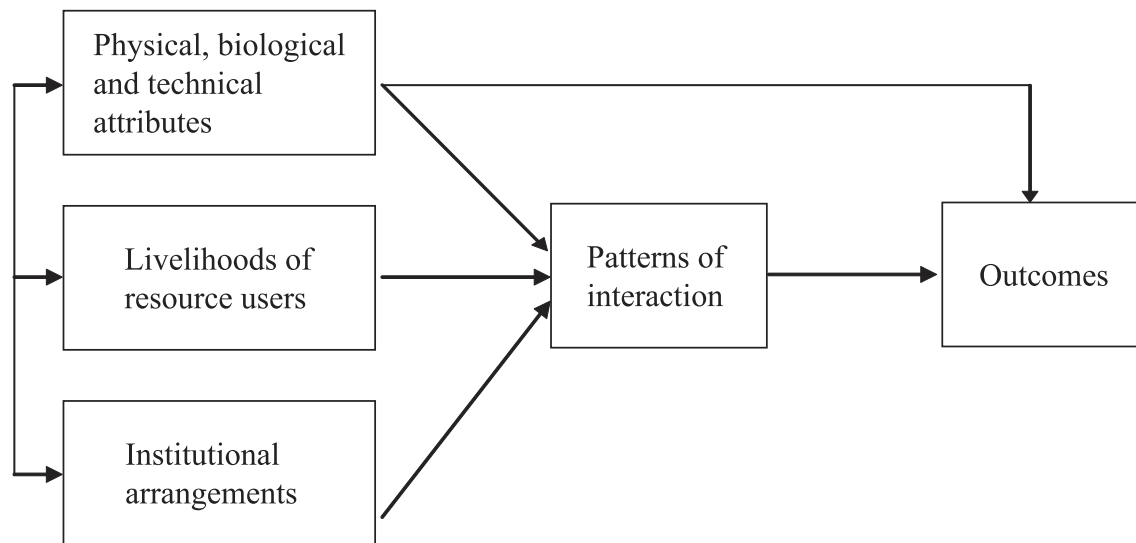 Physical, biological
and technical
attributes
Livelihoods of
resource users
Institutional
arrangements
Patterns of
interaction
Outcomes